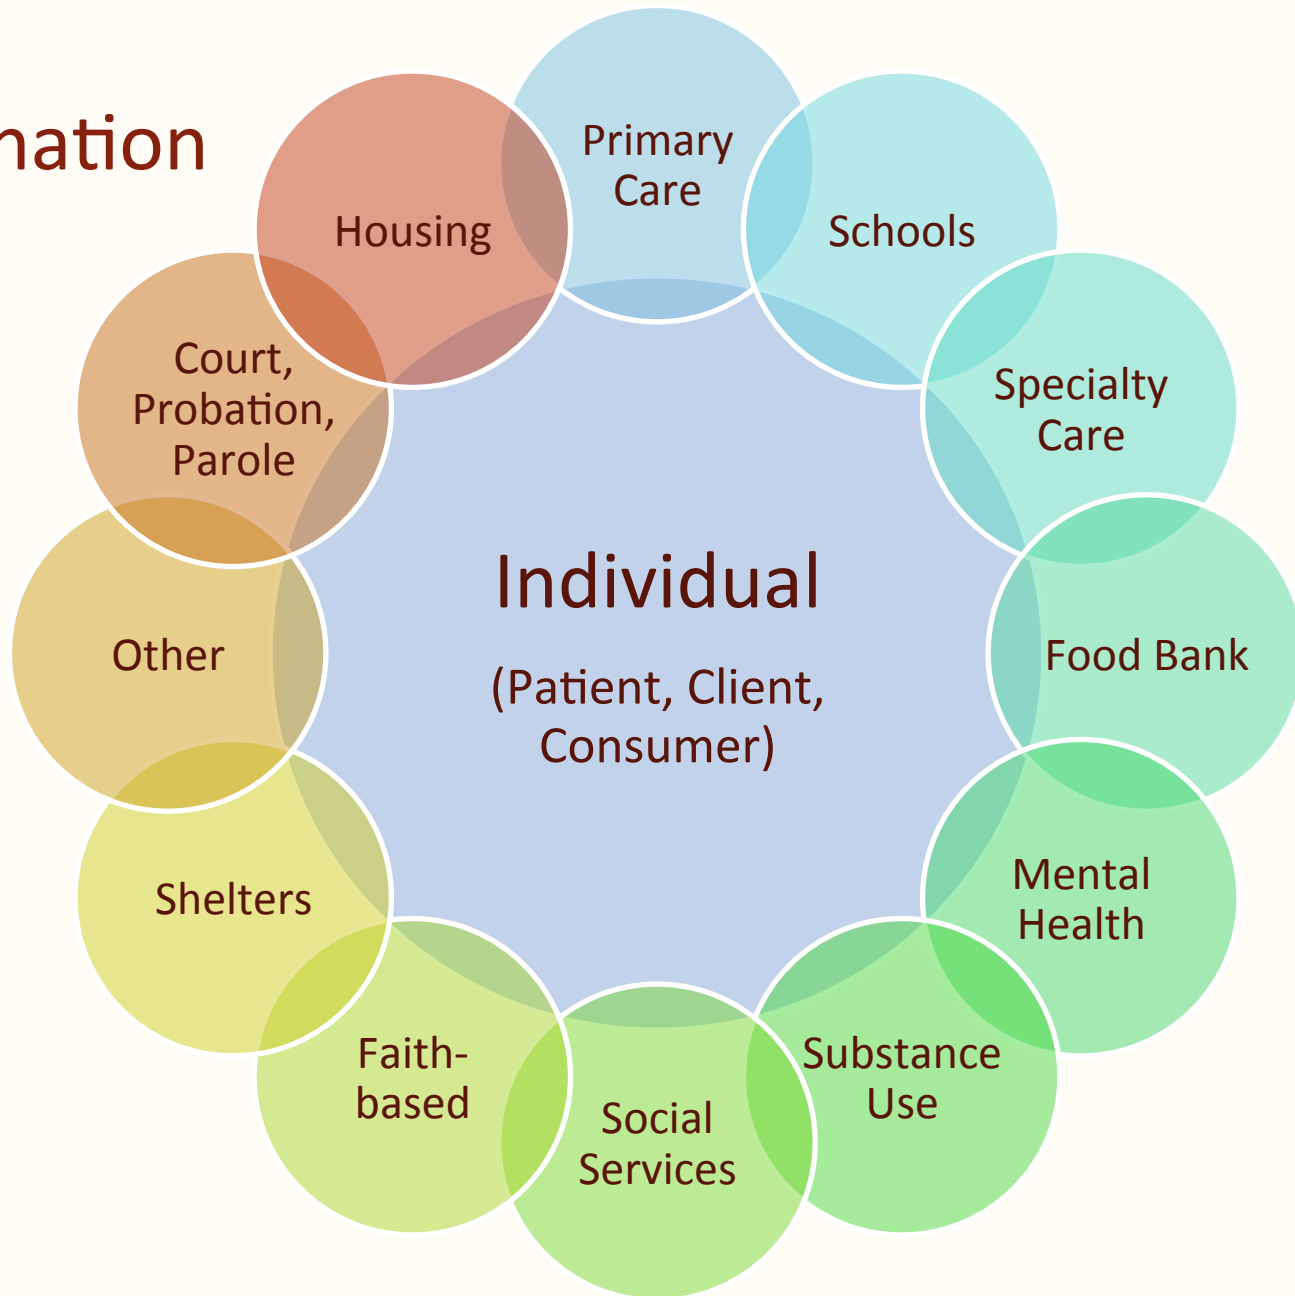 nation
Primary
Care
Schools
Specialty
Care
Food Bank
Mental
Health
Substance
Use
Social
Services
Faith-
based
Shelters
Other
Court,
Probation,
Parole
Housing
Individual
(Patient, Client,
Consumer)